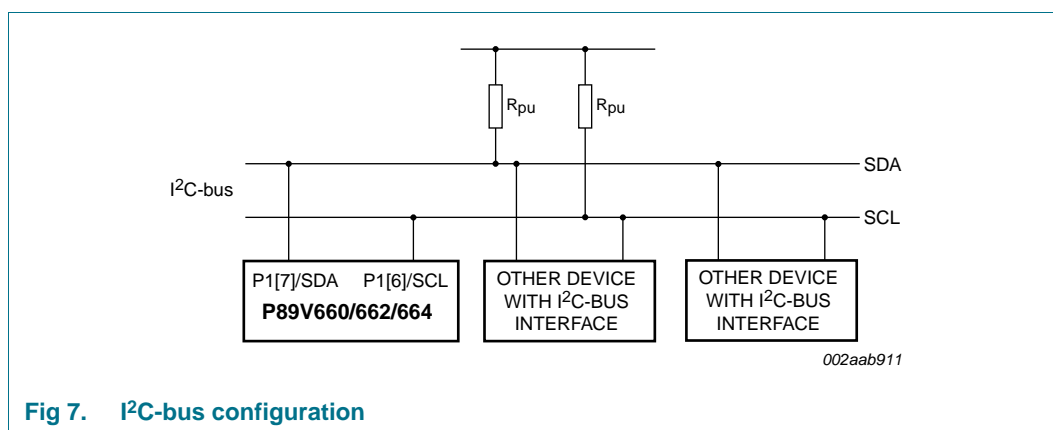 Rpu Rpu
SDA
I2C-bus
SCL
P1[7]/SDA P1[6]/SCL
P89V660/662/664
OTHER DEVICE
WITH I2C-BUS
INTERFACE
OTHER DEVICE
WITH I2C-BUS
INTERFACE
002aab911
Fig 7. I2C-bus configuration